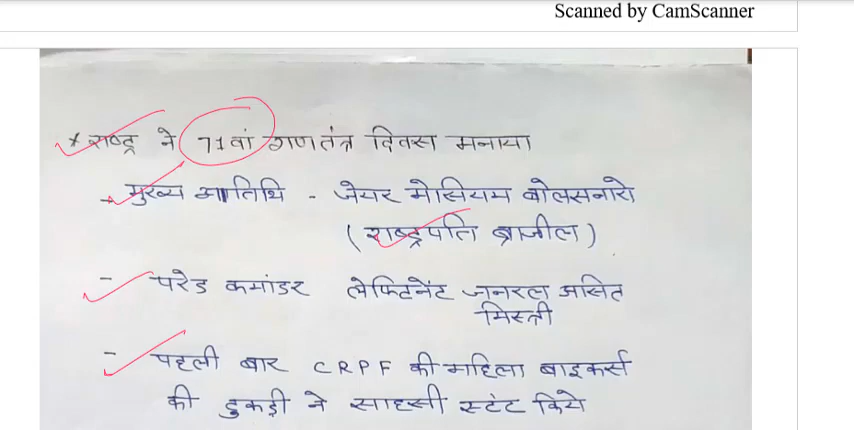 Scanned by CamScanner
* राष्ट्र ने 71वां गणतंत्र दिवस मनाया
मुख्य अतिथि - जेयर मेसियम बोलसनारो
(राष्ट्रपति ब्राजील)
- परेड कमांडर लेफ्टिनेंट जनरल असित
मिस्त्री
- पहली बार CRPF की महिला बाइकर्स
की टुकड़ी ने साहसी स्टंट किये